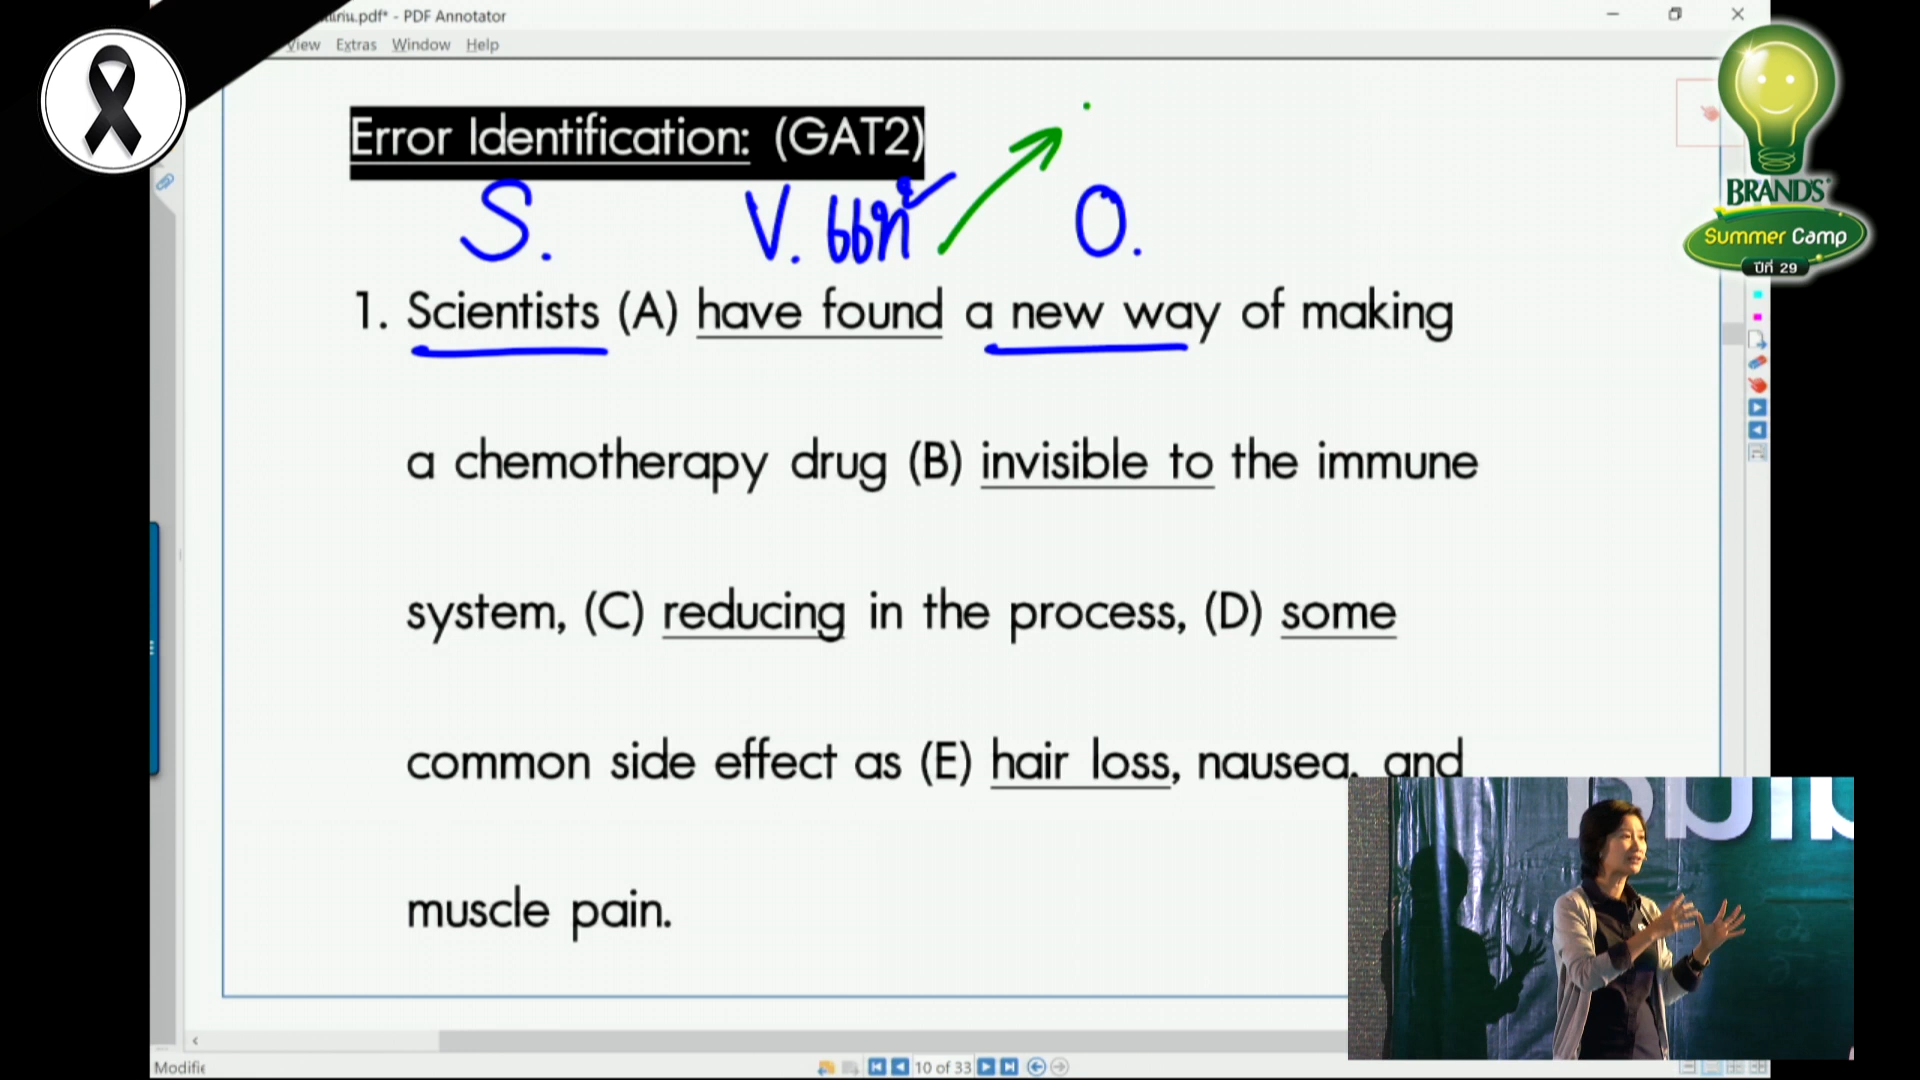 PDF Annotator
View Extras Window Help
Error Identification: (GAT2)
S. V. แท้ O.
1. Scientists (A) have found a new way of making
a chemotherapy drug (B) invisible to the immune
system, (C) reducing in the process, (D) some
common side effect as (E) hair loss, nausea, and
muscle pain.
BRAND'S
Summer Camp
ปีที่ 29
10 of 33